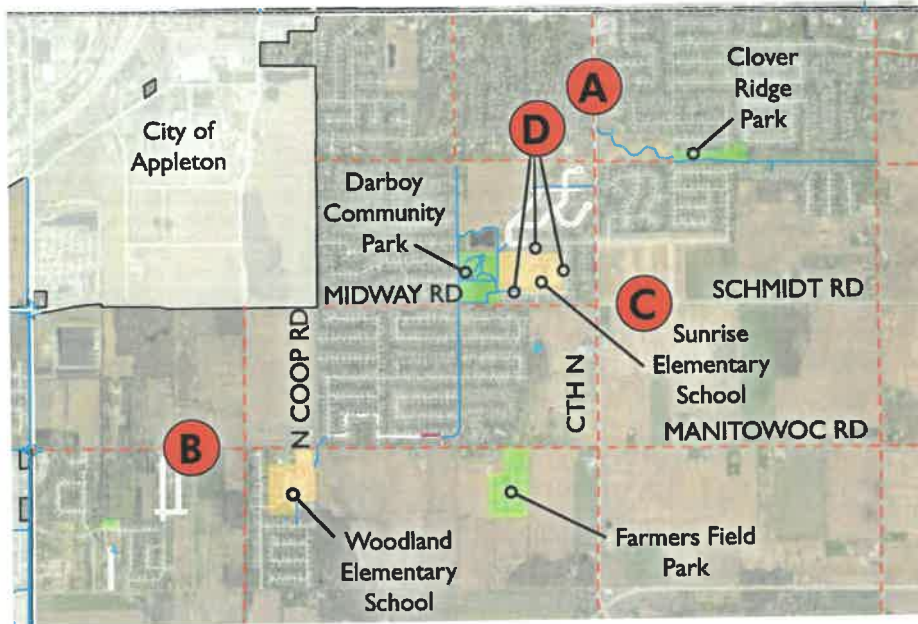 Clover
Ridge
Park
A
D
City of
Appleton
Darboy
Community
Park
MIDWAY RD
SCHMIDT RD
C
N COOP RD
CTH N
Sunrise
Elementary
School
MANITOWOC RD
B
Woodland
Elementary
School
Farmers Field
Park